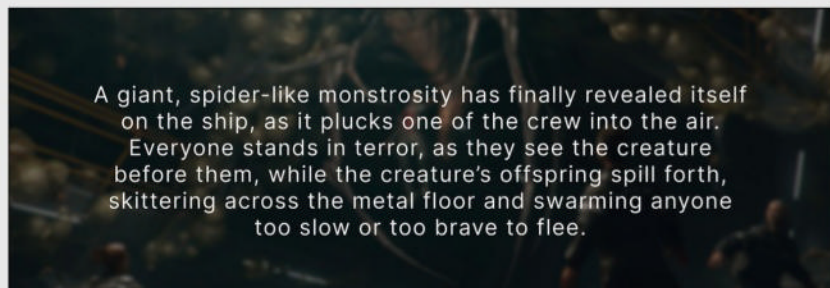 A giant, spider-like monstrosity has finally revealed itself
on the ship, as it plucks one of the crew into the air.
Everyone stands in terror, as they see the creature
before them, while the creature’s offspring spill forth,
skittering across the metal floor and swarming anyone
too slow or too brave to flee.